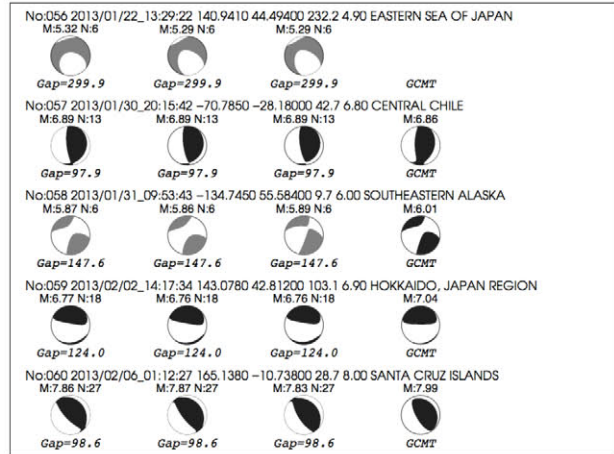 No:056 2013/01/22_13:29:22 140.9410 44.49400 232.2 4.90 EASTERN SEA OF JAPAN
M:5.32 N:6 M:5.29 N:6 M:5.29 N:6
Gap=299.9 Gap=299.9 Gap=299.9 GCMT
No:057 2013/01/30_20:15:42 −70.7850 −28.18000 42.7 6.80 CENTRAL CHILE
M:6.89 N:13 M:6.89 N:13 M:6.89 N:13 M:6.86
Gap=97.9 Gap=97.9 Gap=97.9 GCMT
No:058 2013/01/31_09:53:43 −134.7450 55.58400 9.7 6.00 SOUTHEASTERN ALASKA
M:5.87 N:6 M:5.86 N:6 M:5.89 N:6 M:6.01
Gap=147.6 Gap=147.6 Gap=147.6 GCMT
No:059 2013/02/02_14:17:34 143.0780 42.81200 103.1 6.90 HOKKAIDO, JAPAN REGION
M:6.77 N:18 M:6.76 N:18 M:6.76 N:18 M:7.04
Gap=124.0 Gap=124.0 Gap=124.0 GCMT
No:060 2013/02/06_01:12:27 165.1380 −10.73800 28.7 8.00 SANTA CRUZ ISLANDS
M:7.86 N:27 M:7.87 N:27 M:7.83 N:27 M:7.99
Gap=98.6 Gap=98.6 Gap=98.6 GCMT